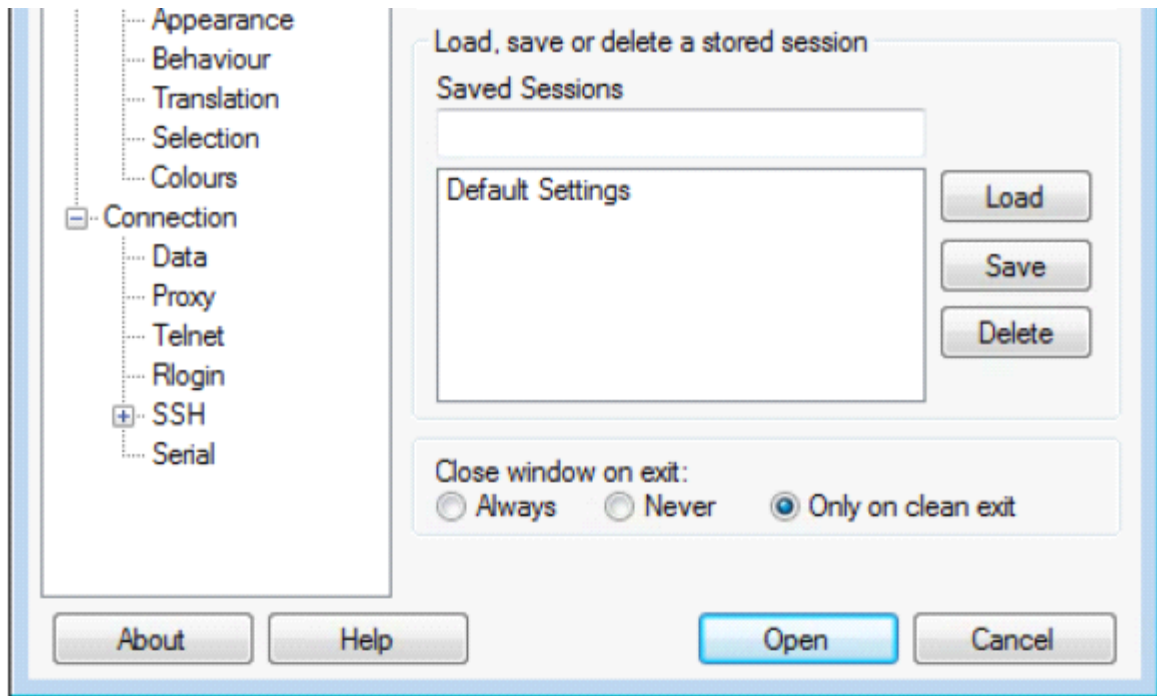 Appearance
Behaviour
Translation
Selection
Colours
Connection
Data
Proxy
Telnet
Rlogin
SSH
Serial
Load, save or delete a stored session
Saved Sessions
Default Settings
Load
Save
Delete
Close window on exit:
Always Never Only on clean exit
About Help Open Cancel